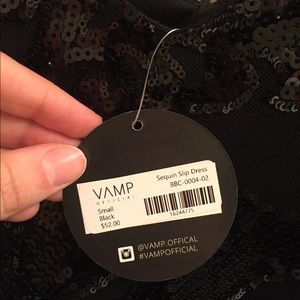 VAMP
OFFICIAL
Small
Black
$52.00
Sequin Slip Dress
BBC-0004-02
16244775
@VAMP OFFICAL
#VAMPOFFICIAL